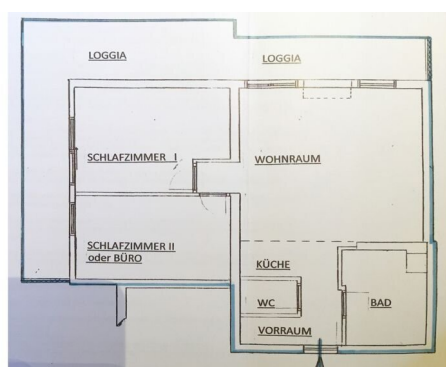 LOGGIA
LOGGIA
SCHLAFZIMMER I
WOHNRAUM
SCHLAFZIMMER II
oder BÜRO
KÜCHE
WC
BAD
VORRAUM